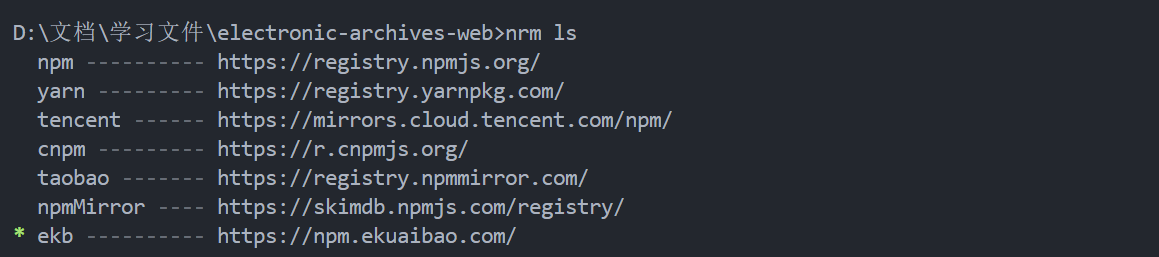 D:\文档\学习文件\electronic-archives-web>nrm ls
  npm ---------- https://registry.npmjs.org/
  yarn --------- https://registry.yarnpkg.com/
  tencent ------ https://mirrors.cloud.tencent.com/npm/
  cnpm --------- https://r.cnpmjs.org/
  taobao ------- https://registry.npmmirror.com/
  npmMirror ---- https://skimdb.npmjs.com/registry/
* ekb ---------- https://npm.ekuaibao.com/